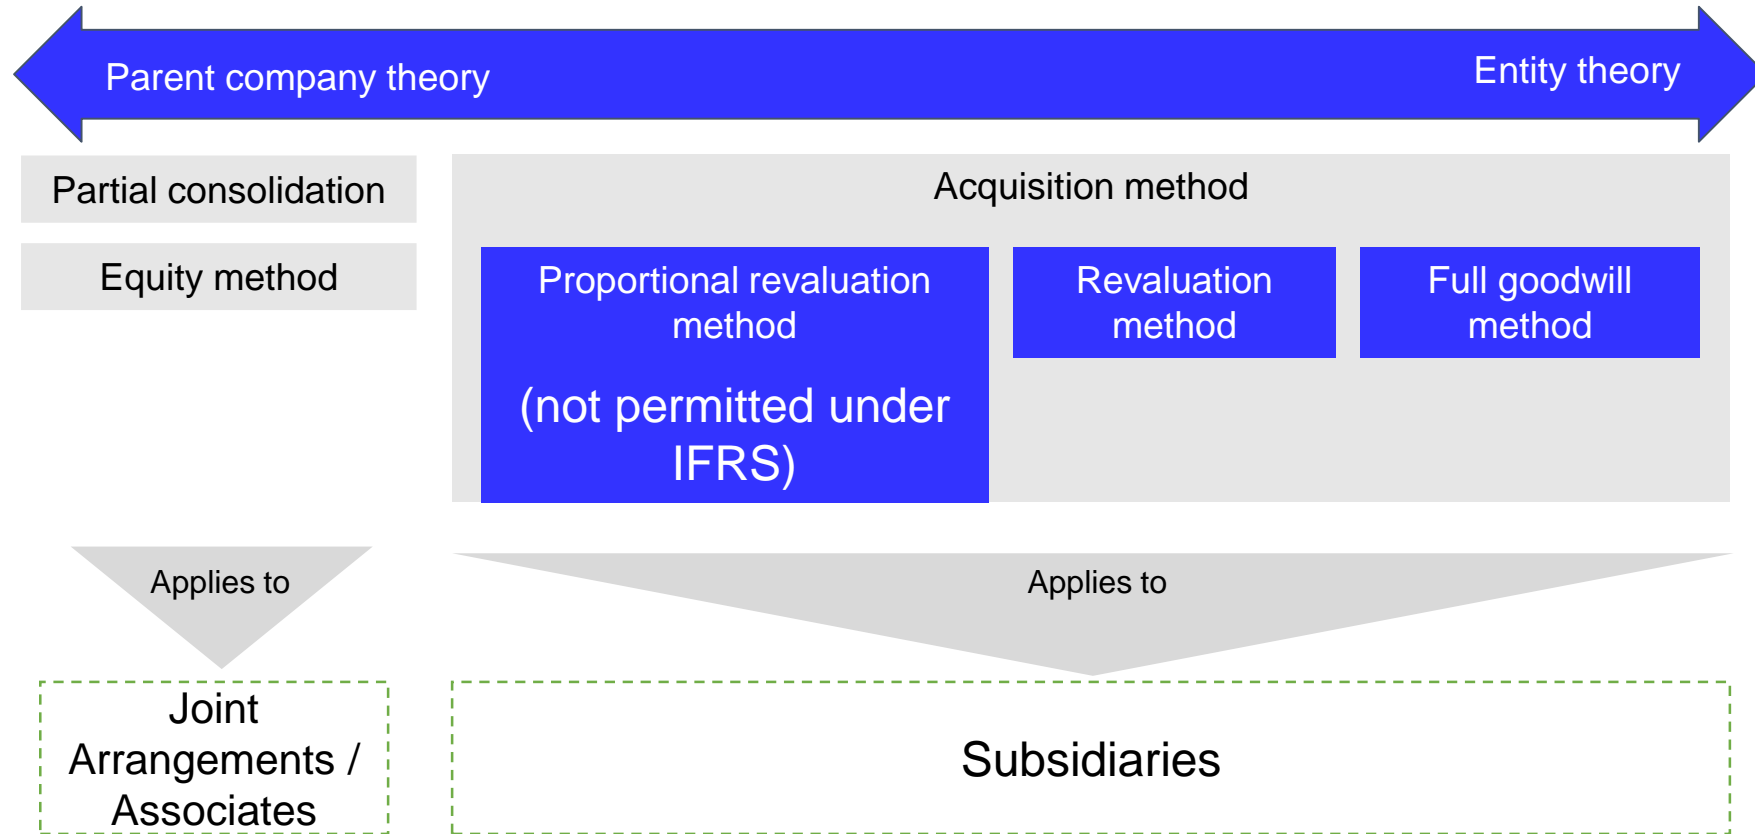 Parent company theory
Entity theory
Partial consolidation
Equity method
Acquisition method
Proportional revaluation
method
(not permitted under
IFRS)
Revaluation
method
Full goodwill
method
Applies to
Applies to
Joint
Arrangements /
Associates
Subsidiaries